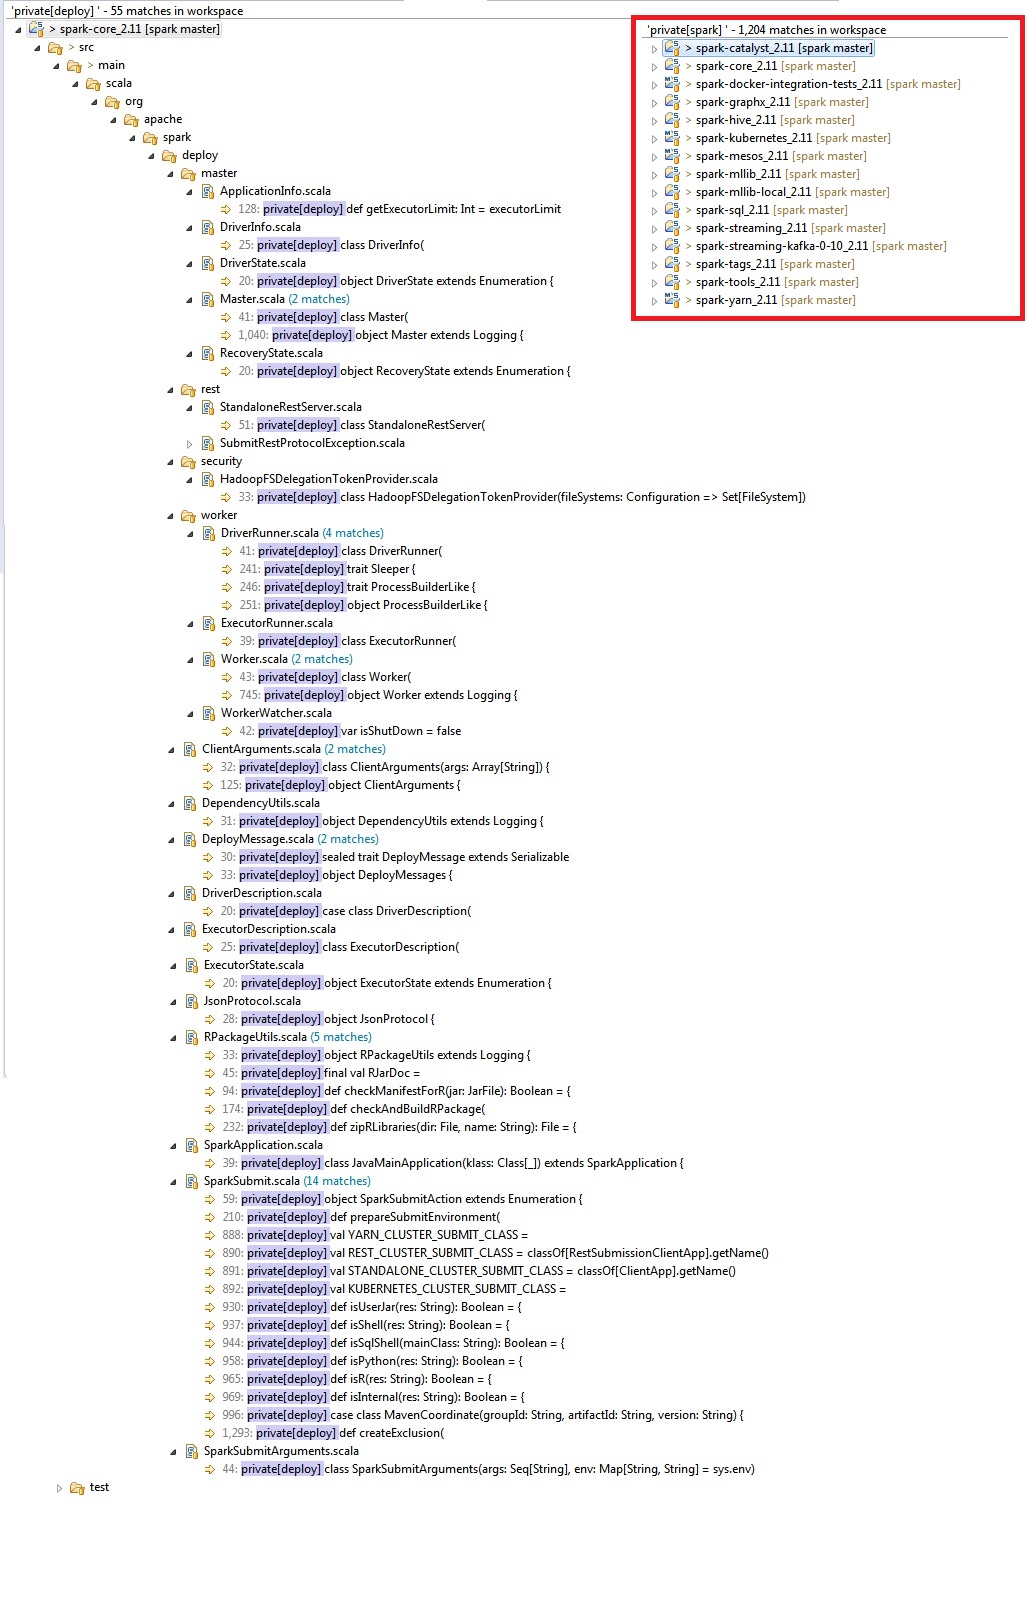 'private[deploy] ' - 55 matches in workspace
> spark-core_2.11 [spark master]
> src
> main
scala
org
apache
spark
deploy
master
ApplicationInfo.scala
128: private[deploy] def getExecutorLimit: Int = executorLimit
DriverInfo.scala
25: private[deploy] class DriverInfo(
DriverState.scala
20: private[deploy] object DriverState extends Enumeration {
Master.scala (2 matches)
41: private[deploy] class Master(
1,040: private[deploy] object Master extends Logging {
RecoveryState.scala
20: private[deploy] object RecoveryState extends Enumeration {
rest
StandaloneRestServer.scala
51: private[deploy] class StandaloneRestServer(
SubmitRestProtocolException.scala
security
HadoopFSDelegationTokenProvider.scala
33: private[deploy] class HadoopFSDelegationTokenProvider(fileSystems: Configuration => Set[FileSystem])
worker
DriverRunner.scala (4 matches)
41: private[deploy] class DriverRunner(
241: private[deploy] trait Sleeper {
246: private[deploy] trait ProcessBuilderLike {
251: private[deploy] object ProcessBuilderLike {
ExecutorRunner.scala
39: private[deploy] class ExecutorRunner(
Worker.scala (2 matches)
43: private[deploy] class Worker(
745: private[deploy] object Worker extends Logging {
WorkerWatcher.scala
42: private[deploy] var isShutDown = false
ClientArguments.scala (2 matches)
32: private[deploy] class ClientArguments(args: Array[String]) {
125: private[deploy] object ClientArguments {
DependencyUtils.scala
31: private[deploy] object DependencyUtils extends Logging {
DeployMessage.scala (2 matches)
30: private[deploy] sealed trait DeployMessage extends Serializable
33: private[deploy] object DeployMessages {
DriverDescription.scala
20: private[deploy] case class DriverDescription(
ExecutorDescription.scala
25: private[deploy] class ExecutorDescription(
ExecutorState.scala
20: private[deploy] object ExecutorState extends Enumeration {
JsonProtocol.scala
28: private[deploy] object JsonProtocol {
RPackageUtils.scala (5 matches)
33: private[deploy] object RPackageUtils extends Logging {
45: private[deploy] final val RJarDoc =
94: private[deploy] def checkManifestForR(jar: JarFile): Boolean = {
174: private[deploy] def checkAndBuildRPackage(
232: private[deploy] def zipRLibraries(dir: File, name: String): File = {
SparkApplication.scala
39: private[deploy] class JavaMainApplication(klass: Class[_]) extends SparkApplication {
SparkSubmit.scala (14 matches)
59: private[deploy] object SparkSubmitAction extends Enumeration {
210: private[deploy] def prepareSubmitEnvironment(
888: private[deploy] val YARN_CLUSTER_SUBMIT_CLASS =
890: private[deploy] val REST_CLUSTER_SUBMIT_CLASS = classOf[RestSubmissionClientApp].getName()
891: private[deploy] val STANDALONE_CLUSTER_SUBMIT_CLASS = classOf[ClientApp].getName()
892: private[deploy] val KUBERNETES_CLUSTER_SUBMIT_CLASS =
930: private[deploy] def isUserJar(res: String): Boolean = {
937: private[deploy] def isShell(res: String): Boolean = {
944: private[deploy] def isSqlShell(mainClass: String): Boolean = {
958: private[deploy] def isPython(res: String): Boolean = {
965: private[deploy] def isR(res: String): Boolean = {
969: private[deploy] def isInternal(res: String): Boolean = {
996: private[deploy] case class MavenCoordinate(groupId: String, artifactId: String, version: String) {
1,293: private[deploy] def createExclusion(
SparkSubmitArguments.scala
44: private[deploy] class SparkSubmitArguments(args: Seq[String], env: Map[String, String] = sys.env)
test
'private[spark] ' - 1,204 matches in workspace
> spark-catalyst_2.11 [spark master]
> spark-core_2.11 [spark master]
> spark-docker-integration-tests_2.11 [spark master]
> spark-graphx_2.11 [spark master]
> spark-hive_2.11 [spark master]
> spark-kubernetes_2.11 [spark master]
> spark-mesos_2.11 [spark master]
> spark-mllib_2.11 [spark master]
> spark-mllib-local_2.11 [spark master]
> spark-sql_2.11 [spark master]
> spark-streaming_2.11 [spark master]
> spark-streaming-kafka-0-10_2.11 [spark master]
> spark-tags_2.11 [spark master]
> spark-tools_2.11 [spark master]
> spark-yarn_2.11 [spark master]